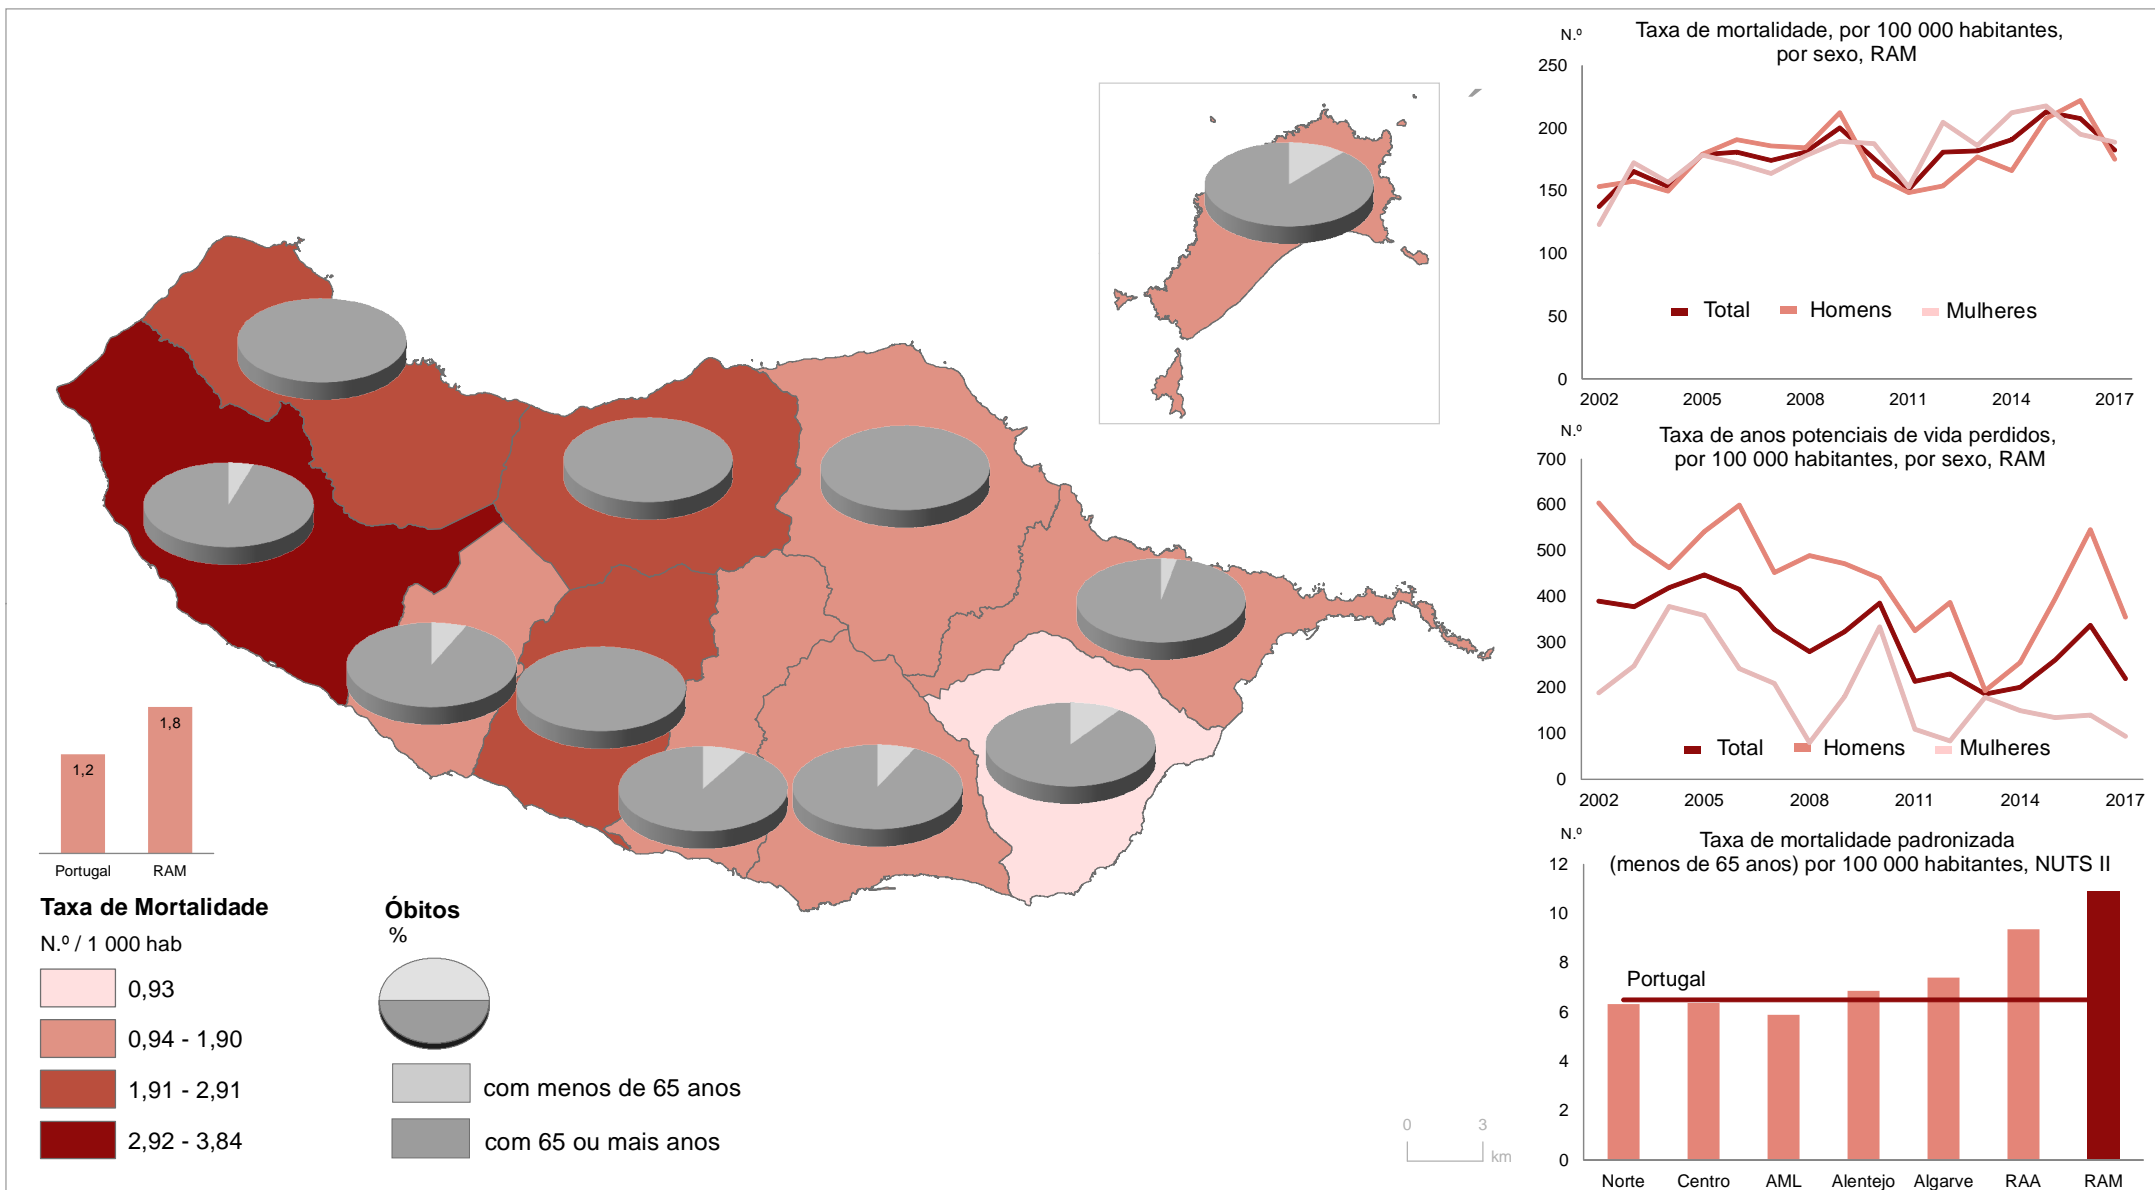 N.º
Taxa de mortalidade, por 100 000 habitantes,
por sexo, RAM
250
200
150
100
50
0
Total
Homens
Mulheres
2002
2005
2008
2011
2014
2017
N.º
Taxa de anos potenciais de vida perdidos,
por 100 000 habitantes, por sexo, RAM
700
600
500
400
300
200
100
0
Total
Homens
Mulheres
2002
2005
2008
2011
2014
2017
N.º
Taxa de mortalidade padronizada
(menos de 65 anos) por 100 000 habitantes, NUTS II
12
10
8
6
4
2
0
Portugal
Norte
Centro
AML
Alentejo
Algarve
RAA
RAM
1,2
1,8
Portugal
RAM
Taxa de Mortalidade
N.º / 1 000 hab
0,93
0,94 - 1,90
1,91 - 2,91
2,92 - 3,84
Óbitos
%
com menos de 65 anos
com 65 ou mais anos
0
3
km